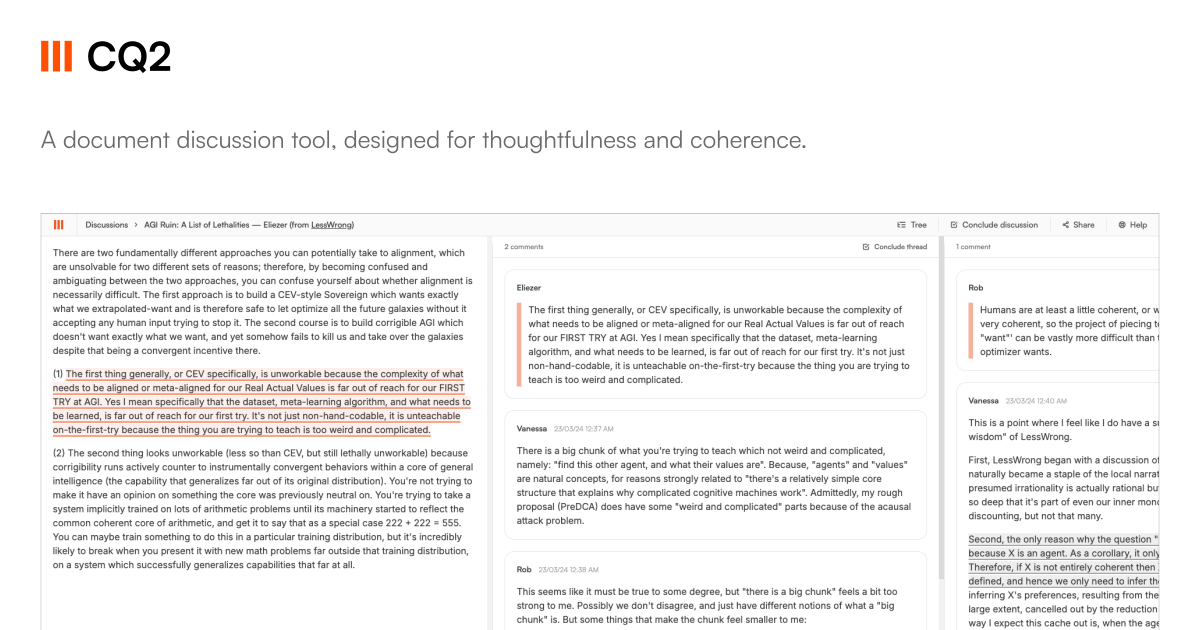 CQ2
A document discussion tool, designed for thoughtfulness and coherence.
Discussions > AGI Ruin: A List of Lethalities — Eliezer (from LessWrong)
Tree
Conclude discussion
Share
Help
There are two fundamentally different approaches you can potentially take to alignment, which
are unsolvable for two different sets of reasons; therefore, by becoming confused and
ambiguating between the two approaches, you can confuse yourself about whether alignment is
necessarily difficult. The first approach is to build a CEV-style Sovereign which wants exactly
what we extrapolated-want and is therefore safe to let optimize all the future galaxies without it
accepting any human input trying to stop it. The second course is to build corrigible AGI which
doesn't want exactly what we want, and yet somehow fails to kill us and take over the galaxies
despite that being a convergent incentive there.
(1) The first thing generally, or CEV specifically, is unworkable because the complexity of what
needs to be aligned or meta-aligned for our Real Actual Values is far out of reach for our FIRST
TRY at AGI. Yes I mean specifically that the dataset, meta-learning algorithm, and what needs to
be learned, is far out of reach for our first try. It's not just non-hand-codable, it is unteachable
on-the-first-try because the thing you are trying to teach is too weird and complicated.
(2) The second thing looks unworkable (less so than CEV, but still lethally unworkable) because
corrigibility runs actively counter to instrumentally convergent behaviors within a core of general
intelligence (the capability that generalizes far out of its original distribution). You're not trying to
make it have an opinion on something the core was previously neutral on. You're trying to take a
system implicitly trained on lots of arithmetic problems until its machinery started to reflect the
common coherent core of arithmetic, and get it to say that as a special case 222 + 222 = 555.
You can maybe train something to do this in a particular training distribution, but it's incredibly
likely to break when you present it with new math problems far outside that training distribution,
on a system which successfully generalizes capabilities that far at all.
2 comments
Conclude thread
Eliezer
The first thing generally, or CEV specifically, is unworkable because the complexity of
what needs to be aligned or meta-aligned for our Real Actual Values is far out of reach
for our FIRST TRY at AGI. Yes I mean specifically that the dataset, meta-learning
algorithm, and what needs to be learned, is far out of reach for our first try. It's not just
non-hand-codable, it is unteachable on-the-first-try because the thing you are trying to
teach is too weird and complicated.
Vanessa 23/03/24 12:37 AM
There is a big chunk of what you're trying to teach which not weird and complicated,
namely: "find this other agent, and what their values are". Because, "agents" and "values"
are natural concepts, for reasons strongly related to "there's a relatively simple core
structure that explains why complicated cognitive machines work". Admittedly, my rough
proposal (PreDCA) does have some "weird and complicated" parts because of the acausal
attack problem.
Rob 23/03/24 12:38 AM
This seems like it must be true to some degree, but "there is a big chunk" feels a bit too
strong to me. Possibly we don't disagree, and just have different notions of what a "big
chunk" is. But some things that make the chunk feel smaller to me:
1 comment
Rob
Humans are at least a little coherent, or w
very coherent, so the project of piecing t
"want"' can be vastly more difficult than
optimizer wants.
Vanessa 23/03/24 12:40 AM
This is a point where I feel like I do have a s
wisdom" of LessWrong.
First, LessWrong began with a discussion of
naturally became a staple of the local narrat
presumed irrationality is actually rational bu
so deep that it's part of even our inner mon
discounting, but not that many.
Second, the only reason why the question "
because X is an agent. As a corollary, it only
Therefore, if X is not entirely coherent then
defined, and hence we only need to infer the
inferring X's preferences, resulting from the
large extent, cancelled out by the reduction
way I expect this cache out is, when the age